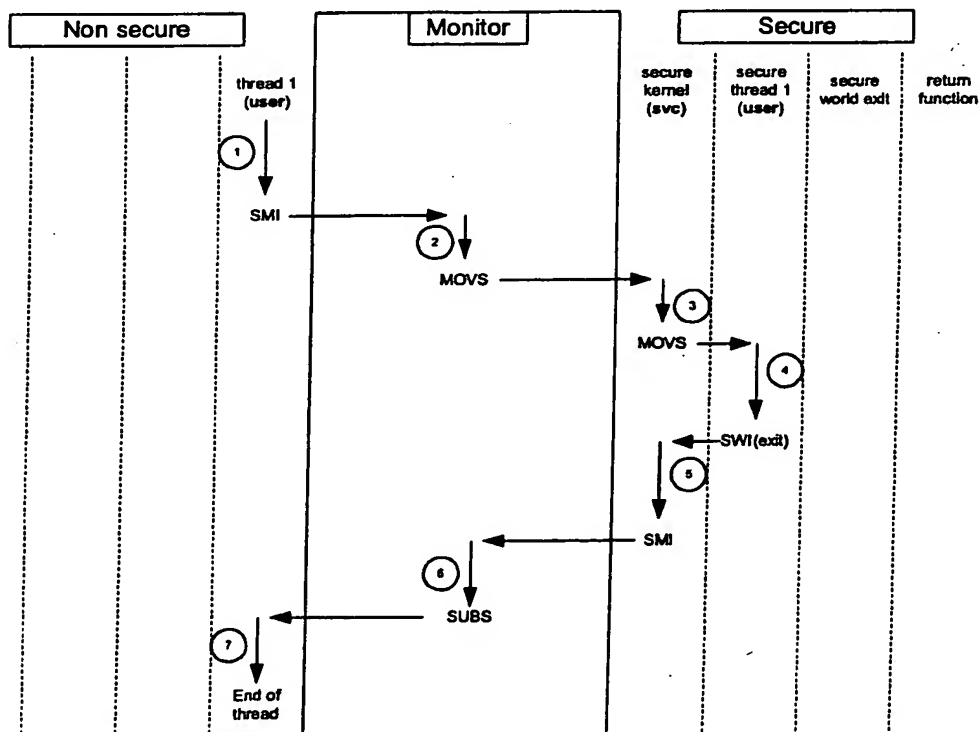 Non secure
Monitor
Secure
thread 1
(user)
secure
kernel
(svc)
secure
thread 1
(user)
secure
world exit
return
function
1
SMI
2
MOVS
3
MOVS
4
SWI(exit)
5
SMI
6
SUBS
7
End of
thread